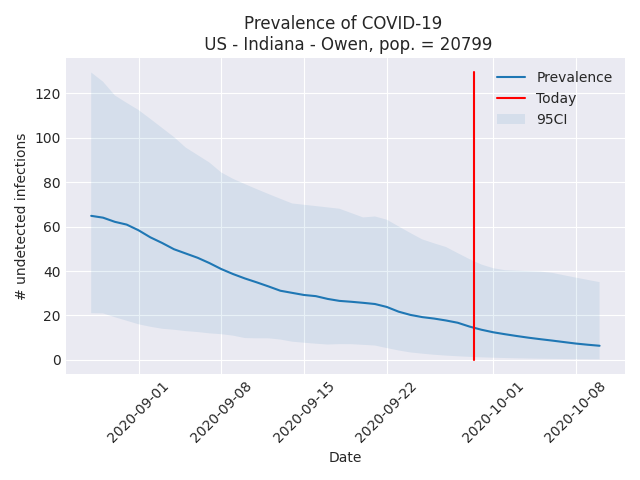 Prevalence of COVID-19
US - Indiana - Owen, pop. = 20799
Prevalence
Today
95CI
120
100
80
60
40
20
0
# undetected infections
2020-09-01
2020-09-08
2020-09-15
2020-09-22
2020-10-01
2020-10-08
Date